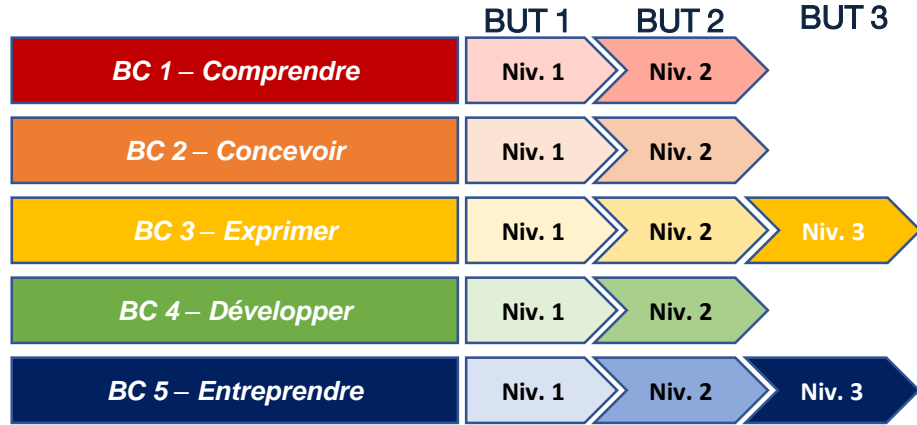 BUT 1 BUT 2 BUT 3
BC 1 – Comprendre Niv. 1 Niv. 2
BC 2 – Concevoir Niv. 1 Niv. 2
BC 3 – Exprimer Niv. 1 Niv. 2 Niv. 3
BC 4 – Développer Niv. 1 Niv. 2
BC 5 – Entreprendre Niv. 1 Niv. 2 Niv. 3